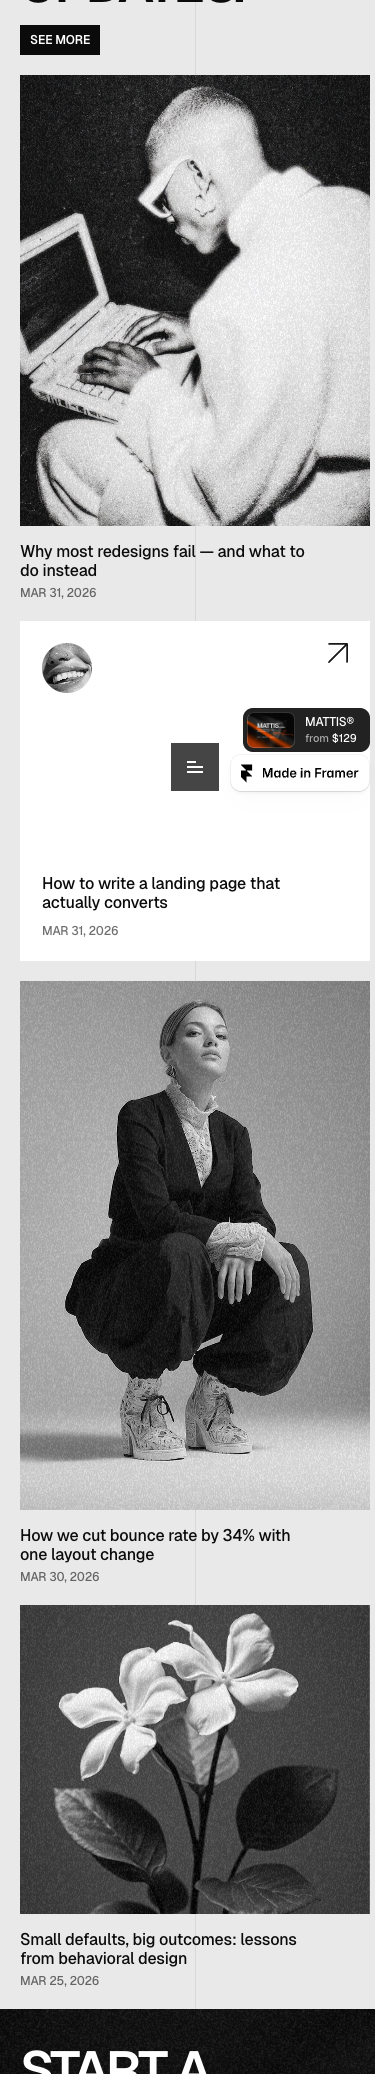 UPDATES.
SEE MORE
Why most redesigns fail — and what to
do instead
MAR 31, 2026
MATTIS®
from $129
Made in Framer
How to write a landing page that
actually converts
MAR 31, 2026
How we cut bounce rate by 34% with
one layout change
MAR 30, 2026
Small defaults, big outcomes: lessons
from behavioral design
MAR 25, 2026
START A